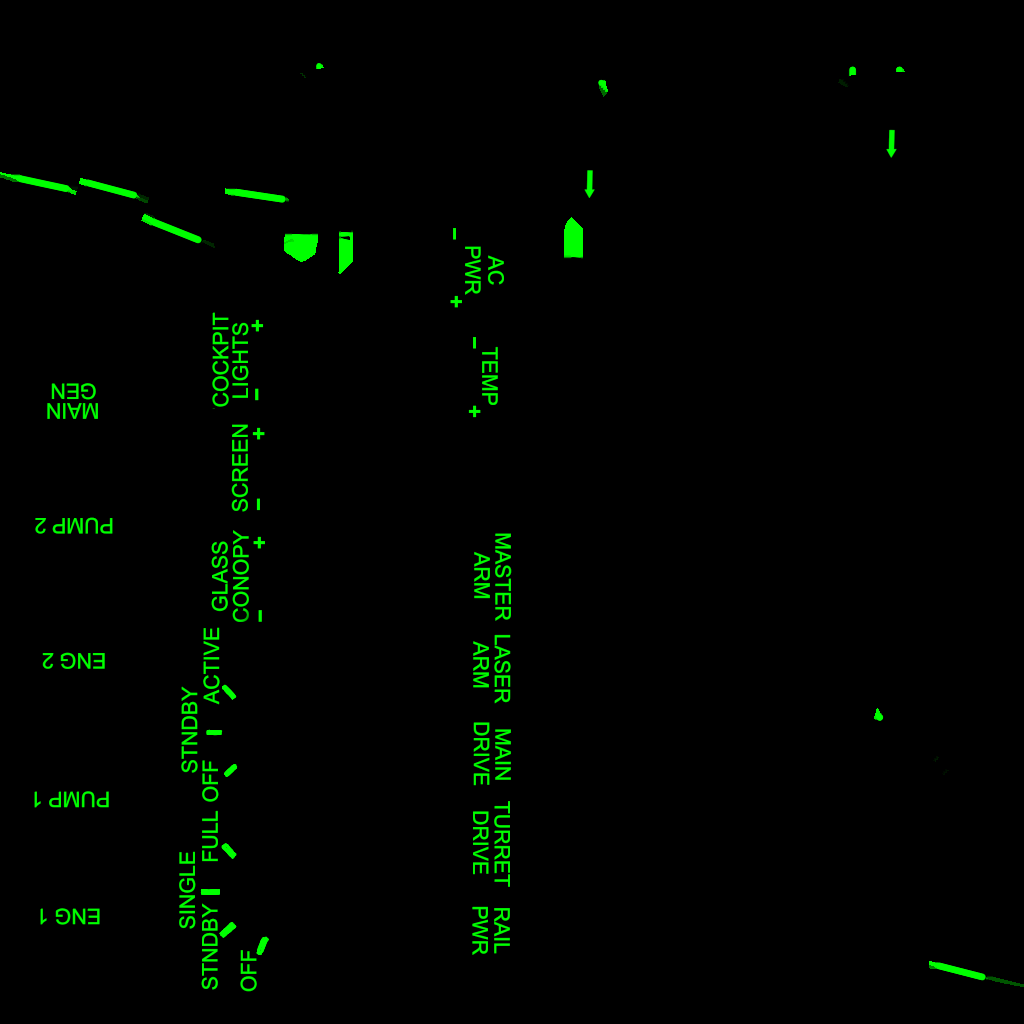 MAIN
GEN
PUMP 2
ENG 2
PUMP 1
ENG 1
COCKPIT
LIGHTS
+
-
SCREEN
+
-
GLASS
CONOPY
+
-
ACTIVE
STNDBY
OFF
FULL
SINGLE
STNDBY
OFF
-
AC
PWR
+
-
TEMP
+
MASTER
ARM
LASER
ARM
MAIN
DRIVE
TURRET
DRIVE
RAIL
PWR